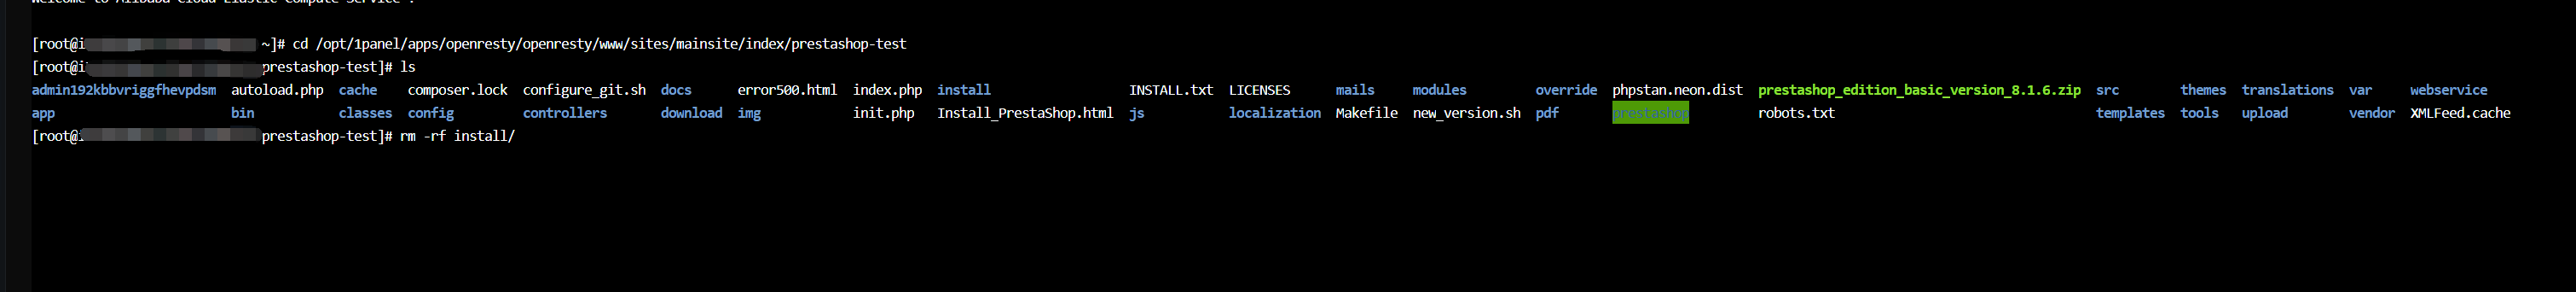 Welcome to Alibaba Cloud Elastic Compute Service !
[root@i ~]# cd /opt/1panel/apps/openresty/openresty/www/sites/mainsite/index/prestashop-test
[root@i prestashop-test]# ls
admin192kbbvriggfhevpdsm autoload.php cache composer.lock configure_git.sh docs error500.html index.php install INSTALL.txt LICENSES mails modules override phpstan.neon.dist prestashop_edition_basic_version_8.1.6.zip src themes translations var webservice
app bin classes config controllers download img init.php Install_PrestaShop.html js localization Makefile new_version.sh pdf prestashop robots.txt templates tools upload vendor XMLFeed.cache
[root@i prestashop-test]# rm -rf install/